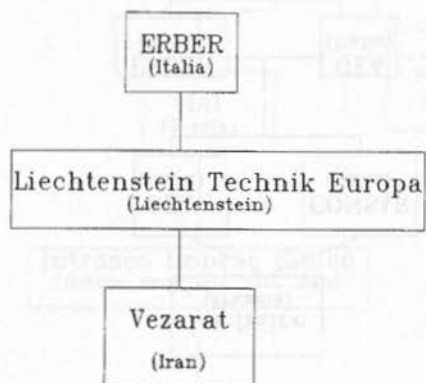 ERBER
(Italia)
Liechtenstein Technik Europa
(Liechtenstein)
Vezarat
(Iran)